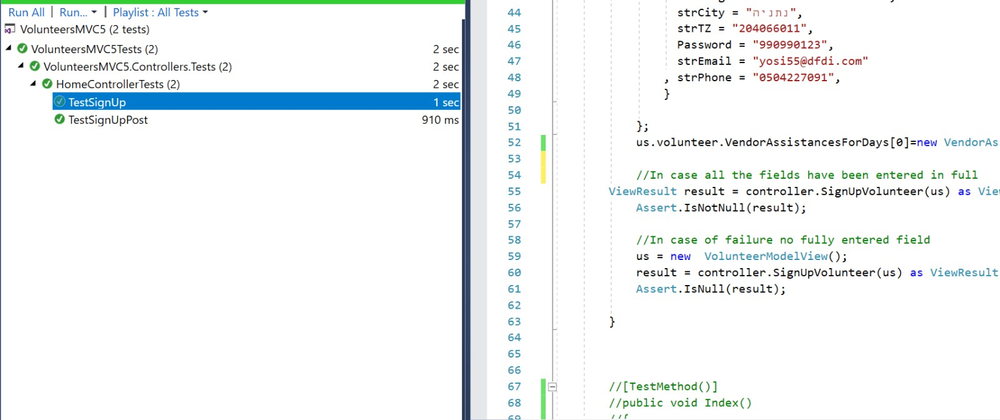 Run All | Run... | Playlist : All Tests
VolunteersMVC5 (2 tests)
VolunteersMVC5Tests (2) 2 sec
VolunteersMVC5.Controllers.Tests (2) 2 sec
HomeControllerTests (2) 2 sec
TestSignUp 1 sec
TestSignUpPost 910 ms
44 strCity = "נתניה",
45 strTZ = "204066011",
46 Password = "990990123",
47 strEmail = "yosi55@dfdi.com"
48 , strPhone = "0504227091",
49 }
50
51 };
52 us.volunteer.VendorAssistancesForDays[0]=new VendorAs
53
54 //In case all the fields have been entered in full
55 ViewResult result = controller.SignUpVolunteer(us) as View
56 Assert.IsNotNull(result);
57
58 //In case of failure no fully entered field
59 us = new  VolunteerModelView();
60 result = controller.SignUpVolunteer(us) as ViewResult
61 Assert.IsNull(result);
62
63 }
64
65
66
67 //[TestMethod()]
68 //public void Index()
69 //{